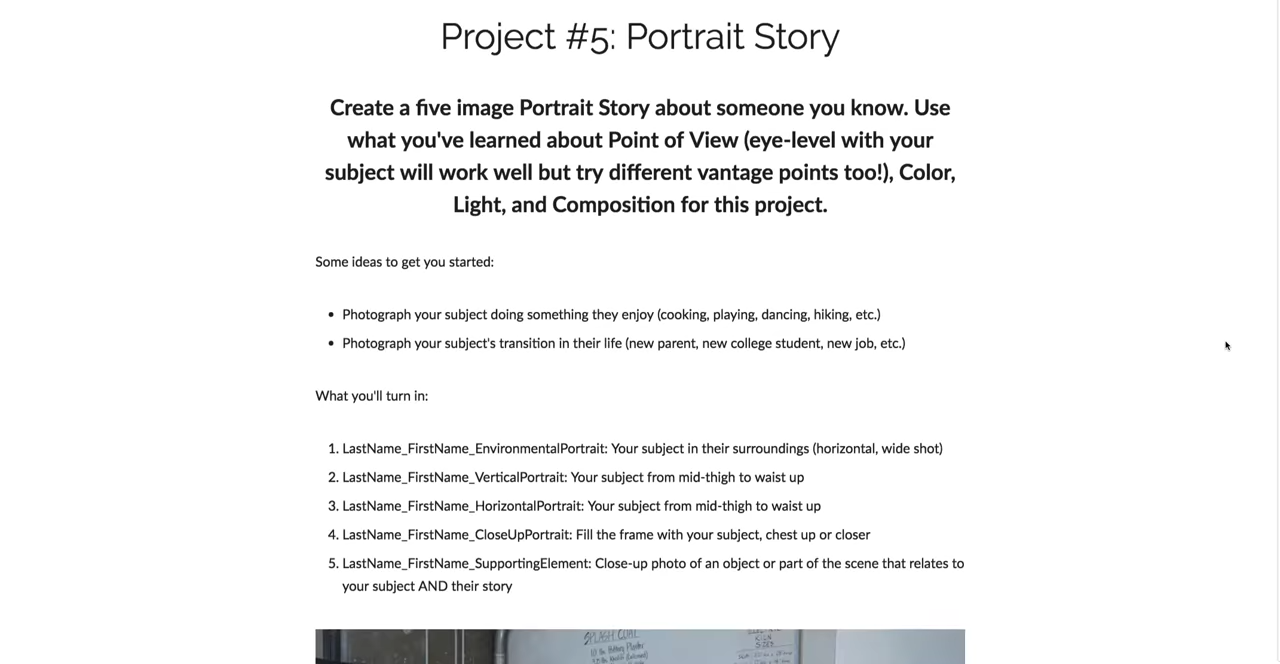 Project #5: Portrait Story
Create a five image Portrait Story about someone you know. Use
what you've learned about Point of View (eye-level with your
subject will work well but try different vantage points too!), Color,
Light, and Composition for this project.
Some ideas to get you started:
• Photograph your subject doing something they enjoy (cooking, playing, dancing, hiking, etc.)
• Photograph your subject's transition in their life (new parent, new college student, new job, etc.)
What you'll turn in:
1. LastName_FirstName_EnvironmentalPortrait: Your subject in their surroundings (horizontal, wide shot)
2. LastName_FirstName_VerticalPortrait: Your subject from mid-thigh to waist up
3. LastName_FirstName_HorizontalPortrait: Your subject from mid-thigh to waist up
4. LastName_FirstName_CloseUpPortrait: Fill the frame with your subject, chest up or closer
5. LastName_FirstName_SupportingElement: Close-up photo of an object or part of the scene that relates to
your subject AND their story
SPLASH COAT
SIZES